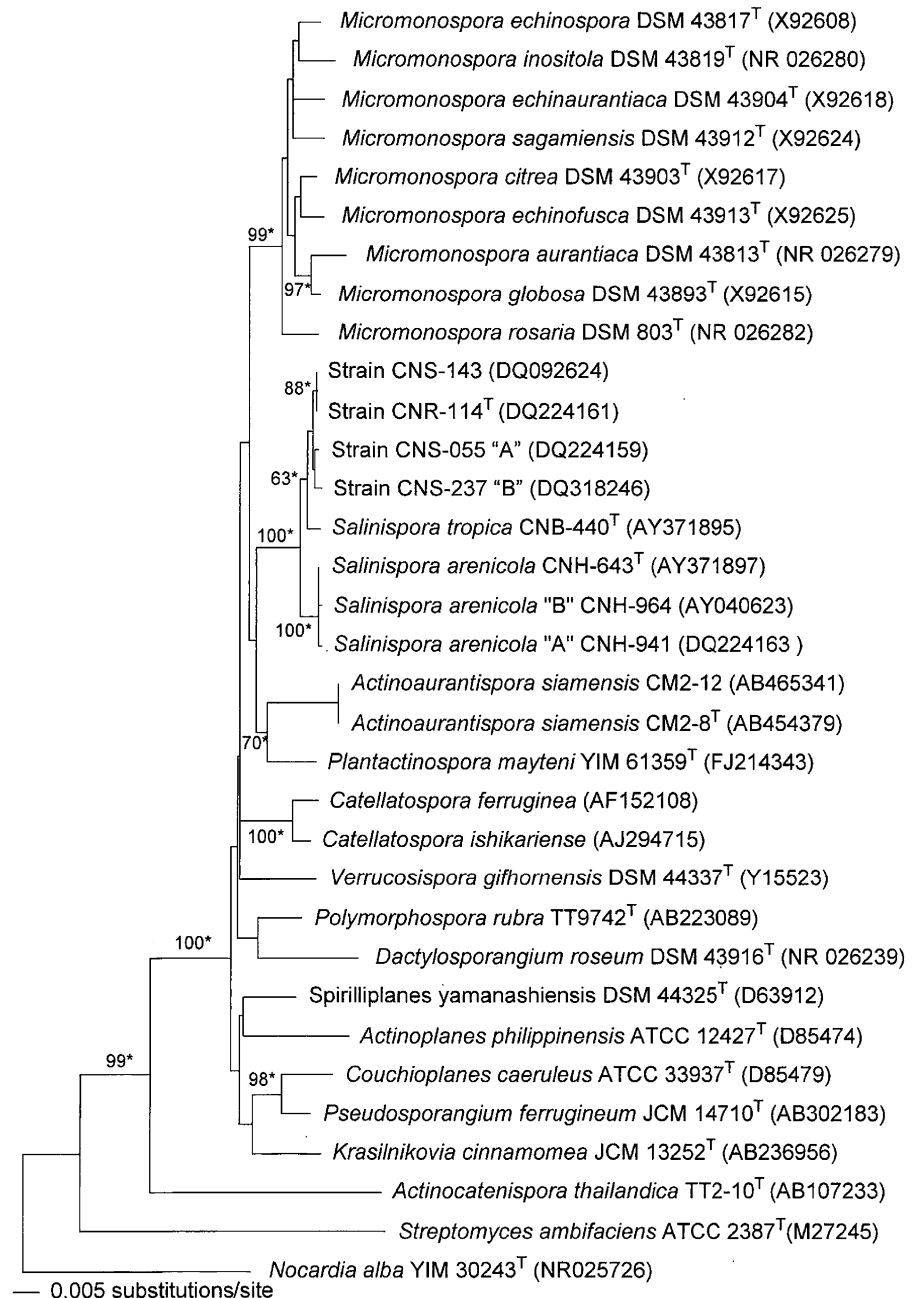 Micromonospora echinospora DSM 43817T (X92608)
Micromonospora inositola DSM 43819T (NR 026280)
Micromonospora echinaurantiaca DSM 43904T (X92618)
Micromonospora sagamiensis DSM 43912T (X92624)
Micromonospora citrea DSM 43903T (X92617)
Micromonospora echinofusca DSM 43913T (X92625)
99*
Micromonospora aurantiaca DSM 43813T (NR 026279)
97*
Micromonospora globosa DSM 43893T (X92615)
Micromonospora rosaria DSM 803T (NR 026282)
Strain CNS-143 (DQ092624)
88*
Strain CNR-114T (DQ224161)
Strain CNS-055 “A” (DQ224159)
63*
Strain CNS-237 “B” (DQ318246)
Salinispora tropica CNB-440T (AY371895)
100*
Salinispora arenicola CNH-643T (AY371897)
Salinispora arenicola "B" CNH-964 (AY040623)
100*
Salinispora arenicola "A" CNH-941 (DQ224163 )
Actinoaurantispora siamensis CM2-12 (AB465341)
Actinoaurantispora siamensis CM2-8T (AB454379)
70*
Plantactinospora mayteni YIM 61359T (FJ214343)
Catellatospora ferruginea (AF152108)
100*
Catellatospora ishikariense (AJ294715)
Verrucosispora gifhornensis DSM 44337T (Y15523)
Polymorphospora rubra TT9742T (AB223089)
100*
Dactylosporangium roseum DSM 43916T (NR 026239)
Spirilliplanes yamanashiensis DSM 44325T (D63912)
Actinoplanes philippinensis ATCC 12427T (D85474)
99*
98*
Couchioplanes caeruleus ATCC 33937T (D85479)
Pseudosporangium ferrugineum JCM 14710T (AB302183)
Krasilnikovia cinnamomea JCM 13252T (AB236956)
Actinocatenispora thailandica TT2-10T (AB107233)
Streptomyces ambifaciens ATCC 2387T(M27245)
Nocardia alba YIM 30243T (NR025726)
0.005 substitutions/site